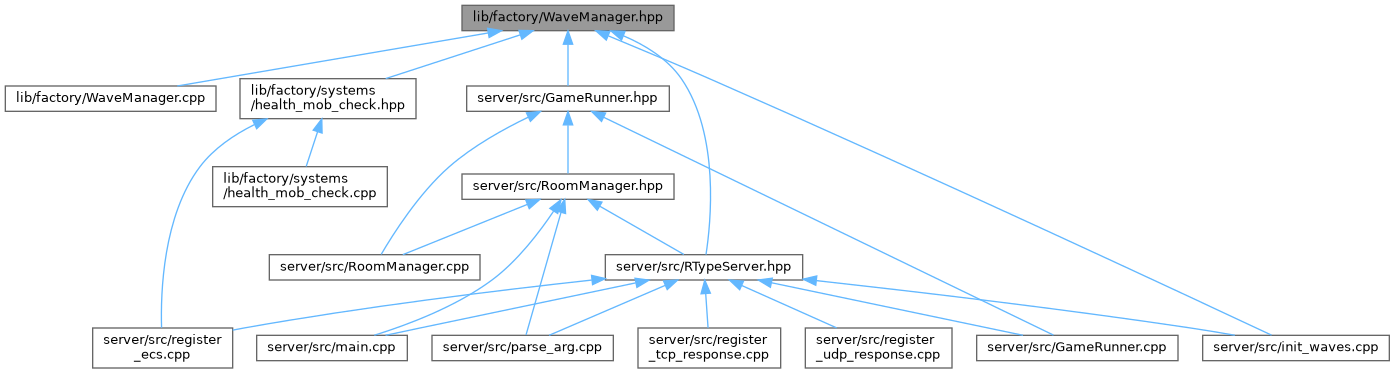 lib/factory/WaveManager.hpp
lib/factory/WaveManager.cpp
lib/factory/systems
/health_mob_check.hpp
server/src/GameRunner.hpp
lib/factory/systems
/health_mob_check.cpp
server/src/RoomManager.hpp
server/src/RoomManager.cpp
server/src/RTypeServer.hpp
server/src/register
_ecs.cpp
server/src/main.cpp
server/src/parse_arg.cpp
server/src/register
_tcp_response.cpp
server/src/register
_udp_response.cpp
server/src/GameRunner.cpp
server/src/init_waves.cpp